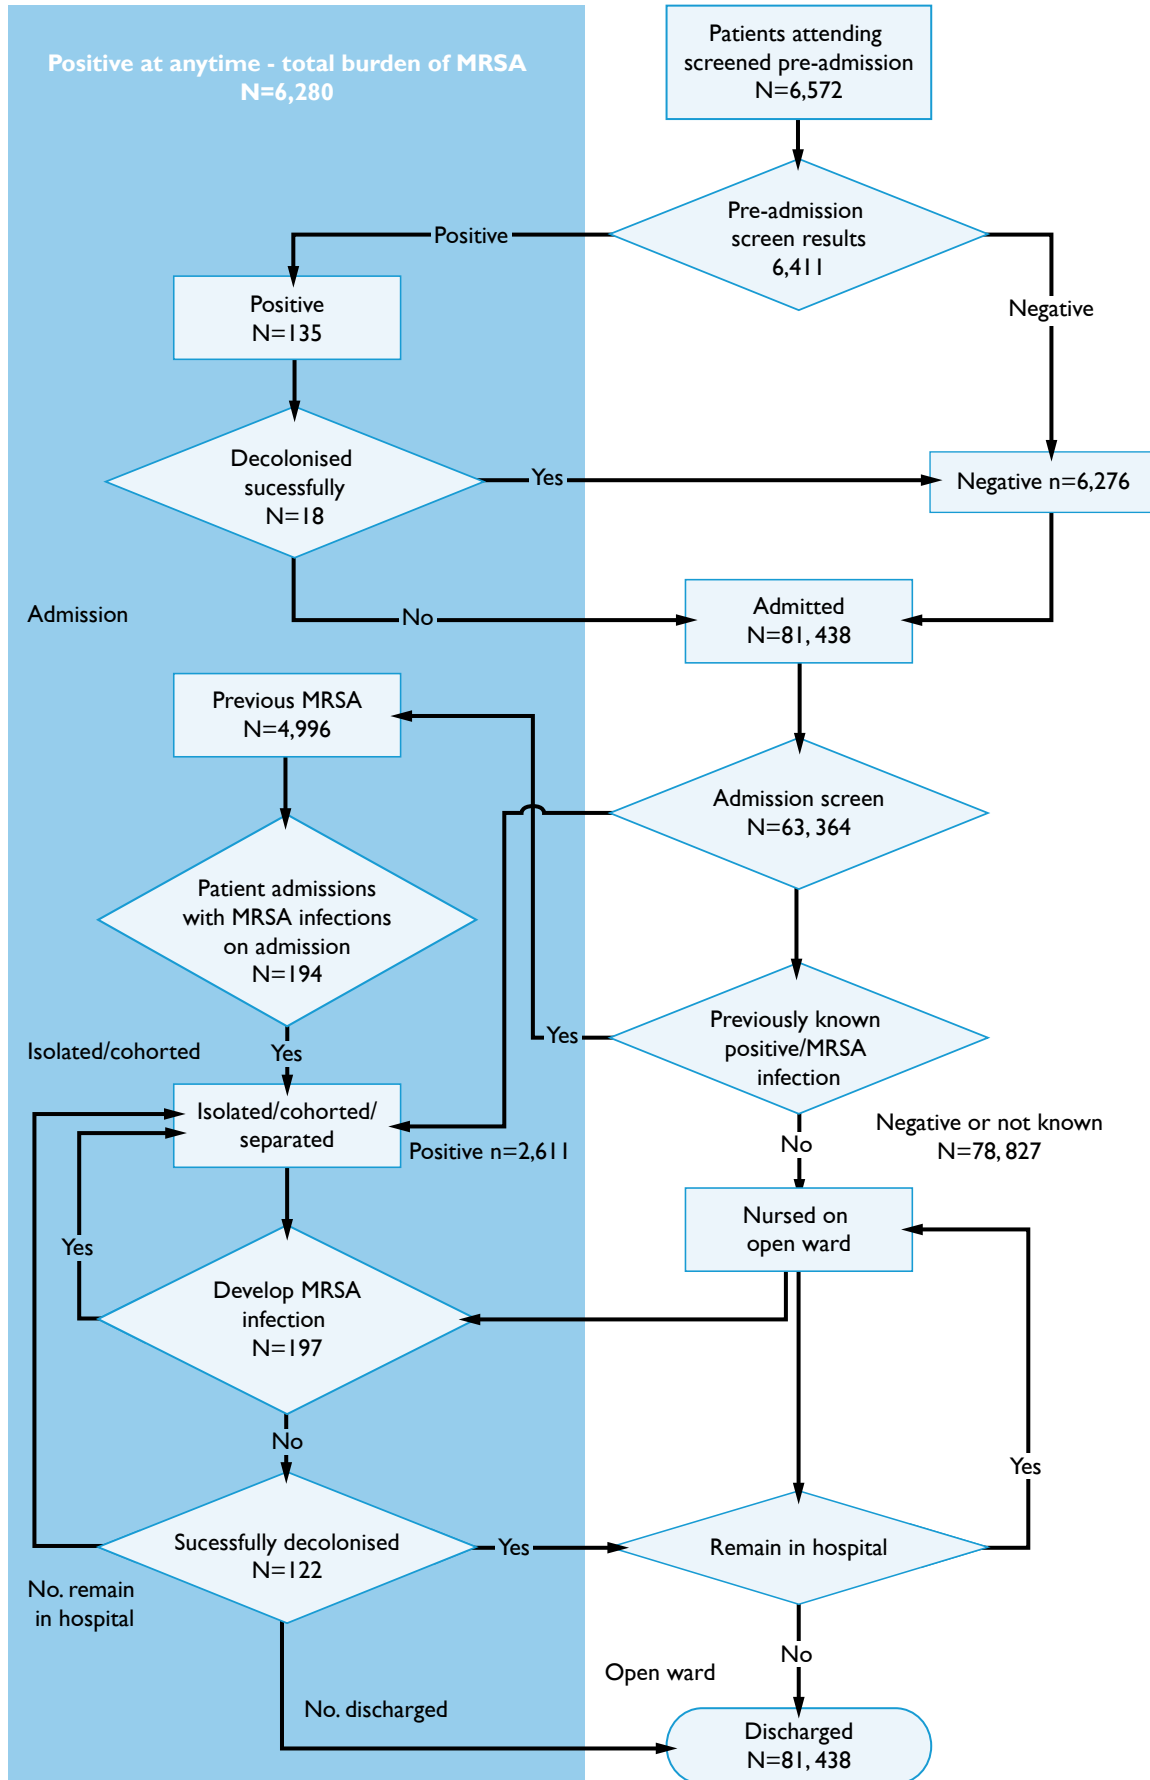 Positive at anytime - total burden of MRSA
N=6,280
Patients attending
screened pre-admission
N=6,572
Pre-admission
screen results
6,411
Positive
Negative
Positive
N=135
Decolonised
sucessfully
N=18
Yes
Negative n=6,276
Admission
No
Admitted
N=81, 438
Previous MRSA
N=4,996
Admission screen
N=63, 364
Patient admissions
with MRSA infections
on admission
N=194
Previously known
positive/MRSA
infection
Yes
Isolated/cohorted
Yes
Isolated/cohorted/
separated
Positive n=2,611
No
Negative or not known
N=78, 827
Nursed on
open ward
Yes
Develop MRSA
infection
N=197
No
Yes
Sucessfully decolonised
N=122
Yes
Remain in hospital
No. remain
in hospital
No
Open ward
No. discharged
Discharged
N=81, 438